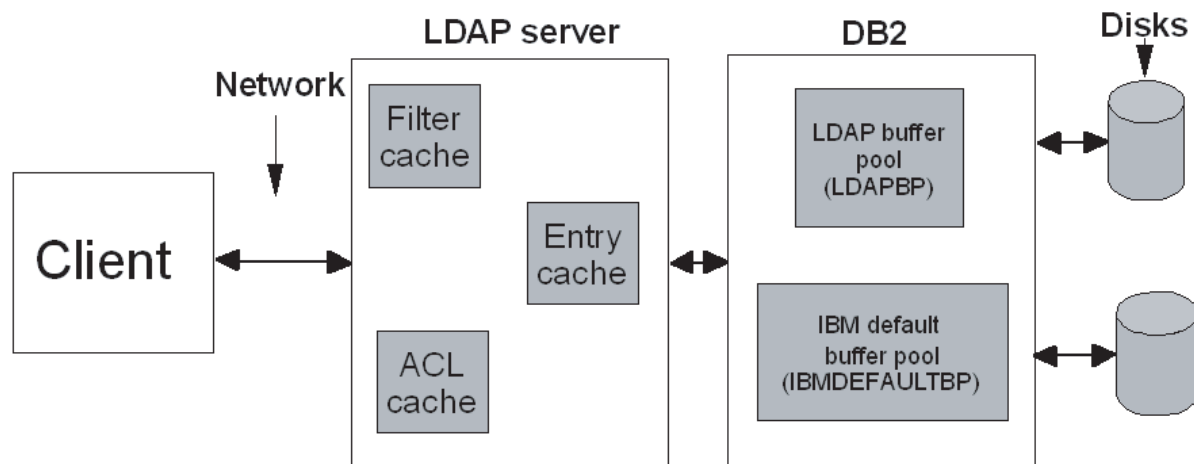 LDAP server
DB2
Disks
Network
Filter
cache
LDAP buffer
pool
(LDAPBP)
Client
Entry
cache
ACL
cache
IBM default
buffer pool
(IBMDEFAULTBP)